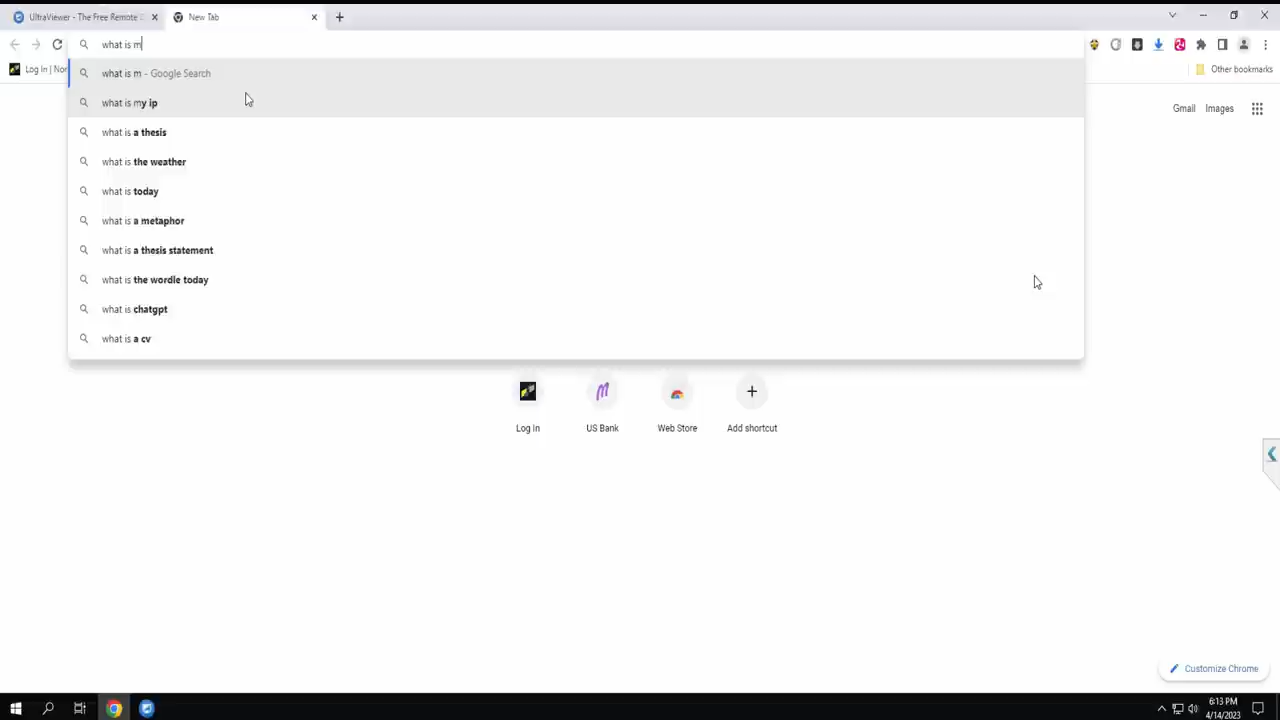 UltraViewer - The Free Remote
New Tab
what is m
Log In | Nor
Other bookmarks
what is m - Google Search
what is my ip
what is a thesis
what is the weather
what is today
what is a metaphor
what is a thesis statement
what is the wordle today
what is chatgpt
what is a cv
Gmail Images
Log In US Bank Web Store Add shortcut
Customize Chrome
6:13 PM
4/14/2023